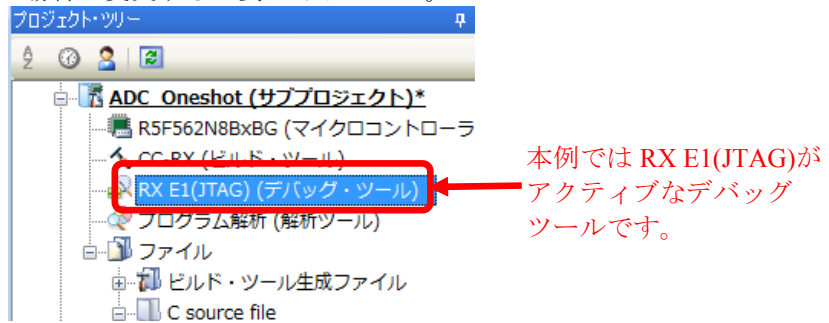 プロジェクト・ツリー
ADC_Oneshot (サブプロジェクト)*
R5F562N8BxBG (マイクロコントローラ
CC-RX (ビルド・ツール)
RX E1(JTAG) (デバッグ・ツール)
プログラム解析 (解析ツール)
ファイル
ビルド・ツール生成ファイル
C source file
本例では RX E1(JTAG)が
アクティブなデバッグ
ツールです。